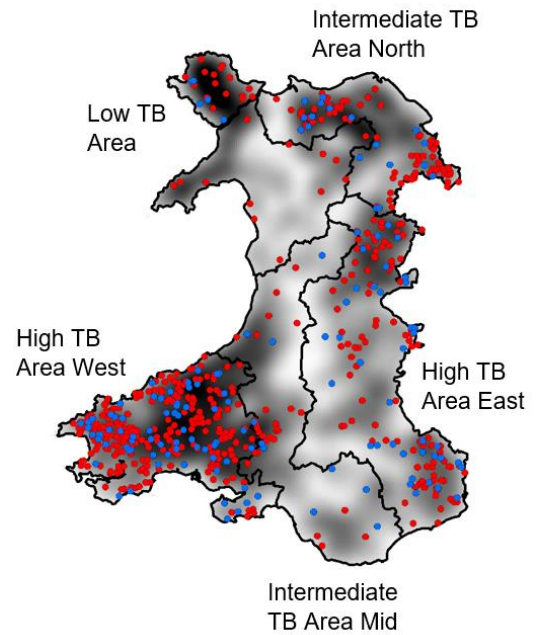 Intermediate TB
Area North
Low TB
Area
High TB
Area West
High TB
Area East
Intermediate
TB Area Mid